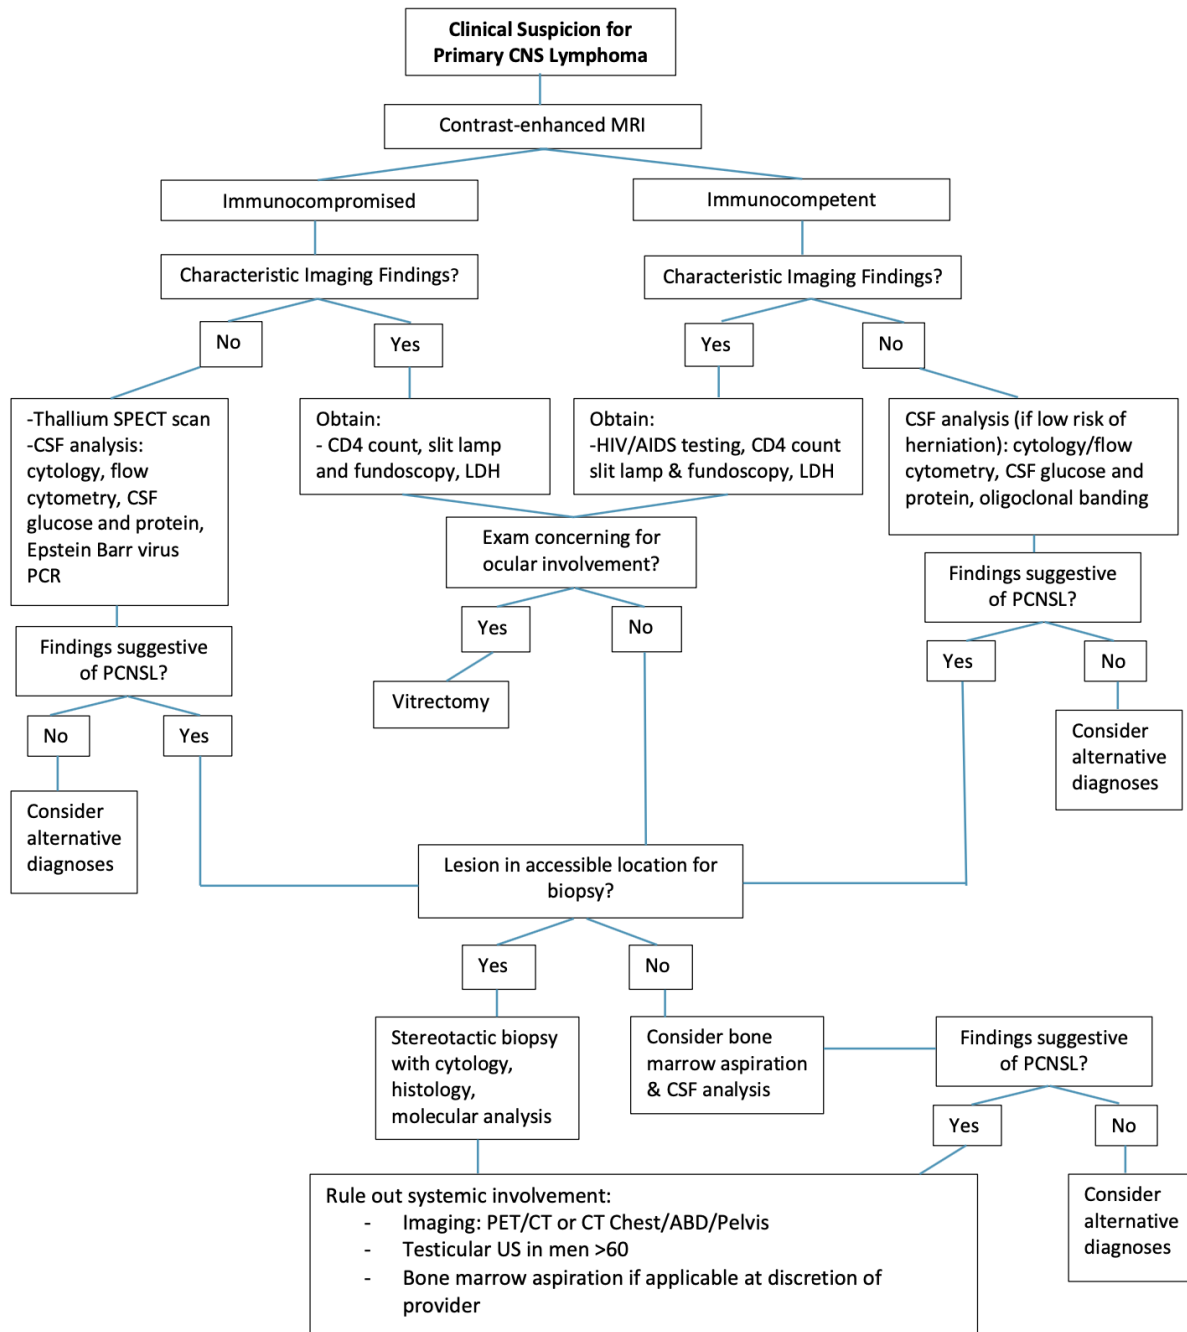 Clinical Suspicion for
Primary CNS Lymphoma
Contrast-enhanced MRI
Immunocompromised
Immunocompetent
Characteristic Imaging Findings?
Characteristic Imaging Findings?
No
Yes
Yes
No
-Thallium SPECT scan
-CSF analysis:
cytology, flow
cytometry, CSF
glucose and protein,
Epstein Barr virus
PCR
Obtain:
- CD4 count, slit lamp
and fundoscopy, LDH
Obtain:
-HIV/AIDS testing, CD4 count
slit lamp & fundoscopy, LDH
CSF analysis (if low risk of
herniation): cytology/flow
cytometry, CSF glucose and
protein, oligoclonal banding
Exam concerning for
ocular involvement?
Findings suggestive
of PCNSL?
Yes
No
Findings suggestive
of PCNSL?
Yes
No
Vitrectomy
No
Yes
Consider
alternative
diagnoses
Consider
alternative
diagnoses
Lesion in accessible location for
biopsy?
Yes
No
Stereotactic biopsy
with cytology,
histology,
molecular analysis
Consider bone
marrow aspiration
& CSF analysis
Findings suggestive
of PCNSL?
Yes
No
Rule out systemic involvement:
- Imaging: PET/CT or CT Chest/ABD/Pelvis
- Testicular US in men >60
- Bone marrow aspiration if applicable at discretion of
provider
Consider
alternative
diagnoses